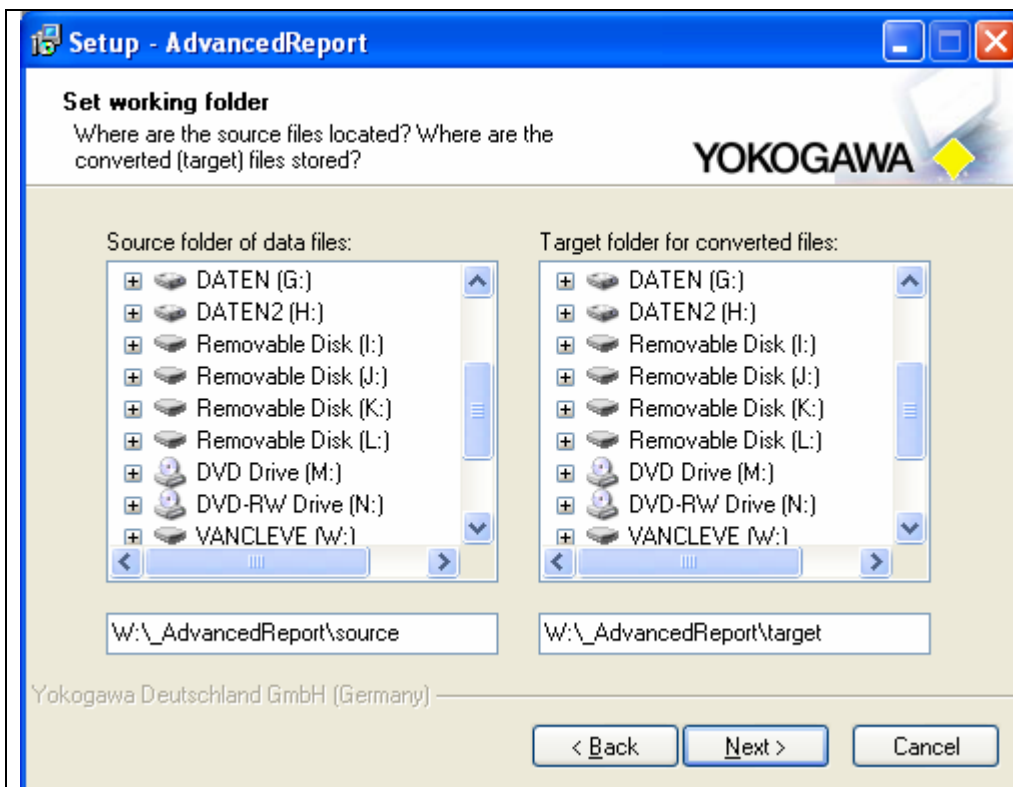 Setup - AdvancedReport
Set working folder
Where are the source files located? Where are the
converted (target) files stored?
YOKOGAWA
Source folder of data files:
DATEN (G:)
DATEN2 (H:)
Removable Disk (I:)
Removable Disk (J:)
Removable Disk (K:)
Removable Disk (L:)
DVD Drive (M:)
DVD-RW Drive (N:)
VANCLEVE (W:)
W:\_AdvancedReport\source
Target folder for converted files:
DATEN (G:)
DATEN2 (H:)
Removable Disk (I:)
Removable Disk (J:)
Removable Disk (K:)
Removable Disk (L:)
DVD Drive (M:)
DVD-RW Drive (N:)
VANCLEVE (W:)
W:\_AdvancedReport\target
Yokogawa Deutschland GmbH (Germany)
< Back
Next >
Cancel